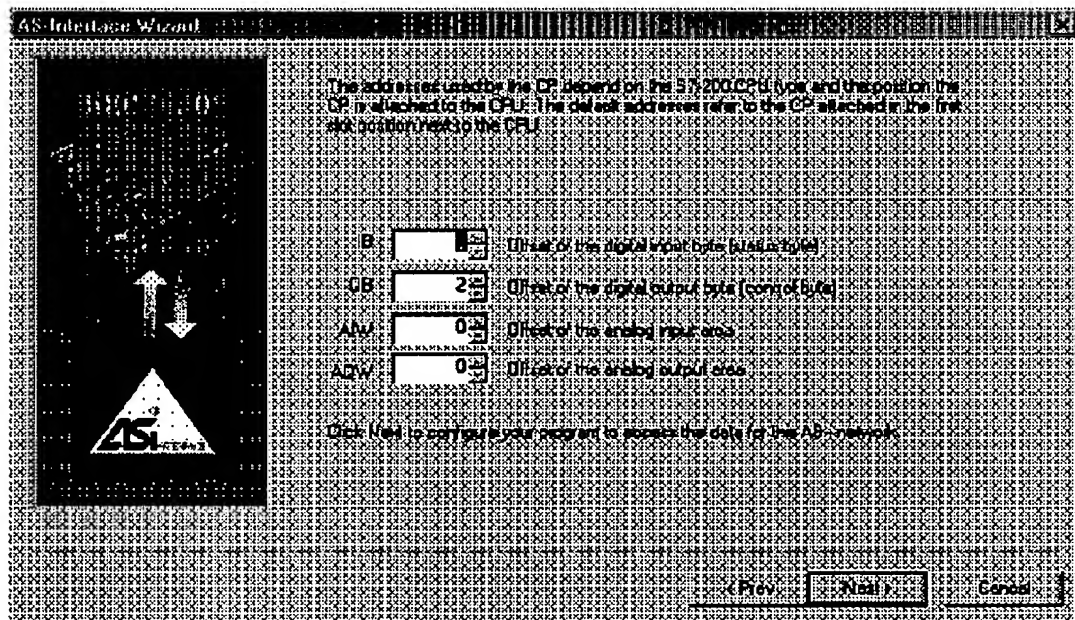 AS-Interface Wizard
The addresses used by the CP depend on the S7-200 CPU type and the position the
CP is attached to the CPU. The default addresses refer to the CP attached in the first
slot position next to the CPU.
IB Offset of the digital input byte (status byte)
QB 2 Offset of the digital output byte (control byte)
AIW 0 Offset of the analog input area
AQW 0 Offset of the analog output area
Click Next to configure your program to access the data for the AS-i-network.
ASi
< Prev Next > Cancel